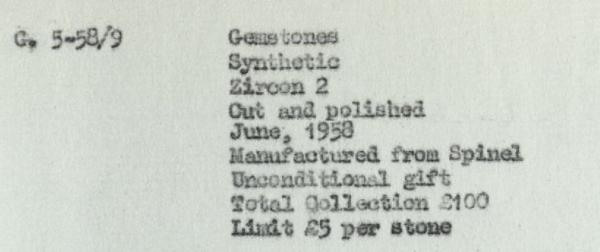 G. 5-58/9 Gemstones
Synthetic
Zircon 2
Cut and polished
June, 1958
Manufactured from Spinel
Unconditional gift
Total Collection £100
Limit £5 per stone